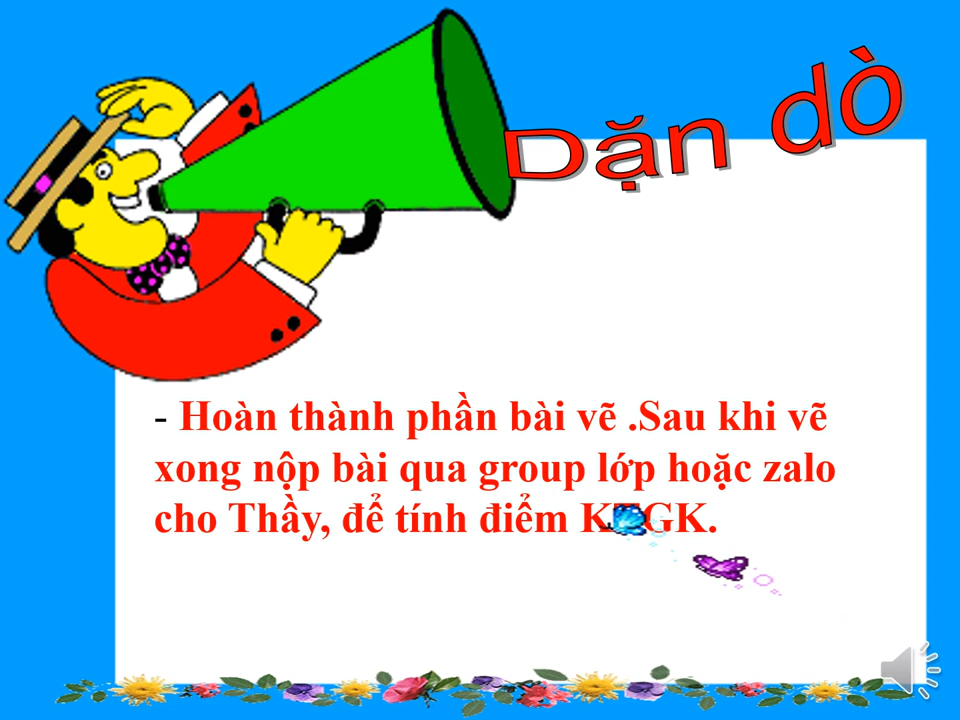 Dặn dò
- Hoàn thành phần bài vẽ .Sau khi vẽ
xong nộp bài qua group lớp hoặc zalo
cho Thầy, để tính điểm KTGK.